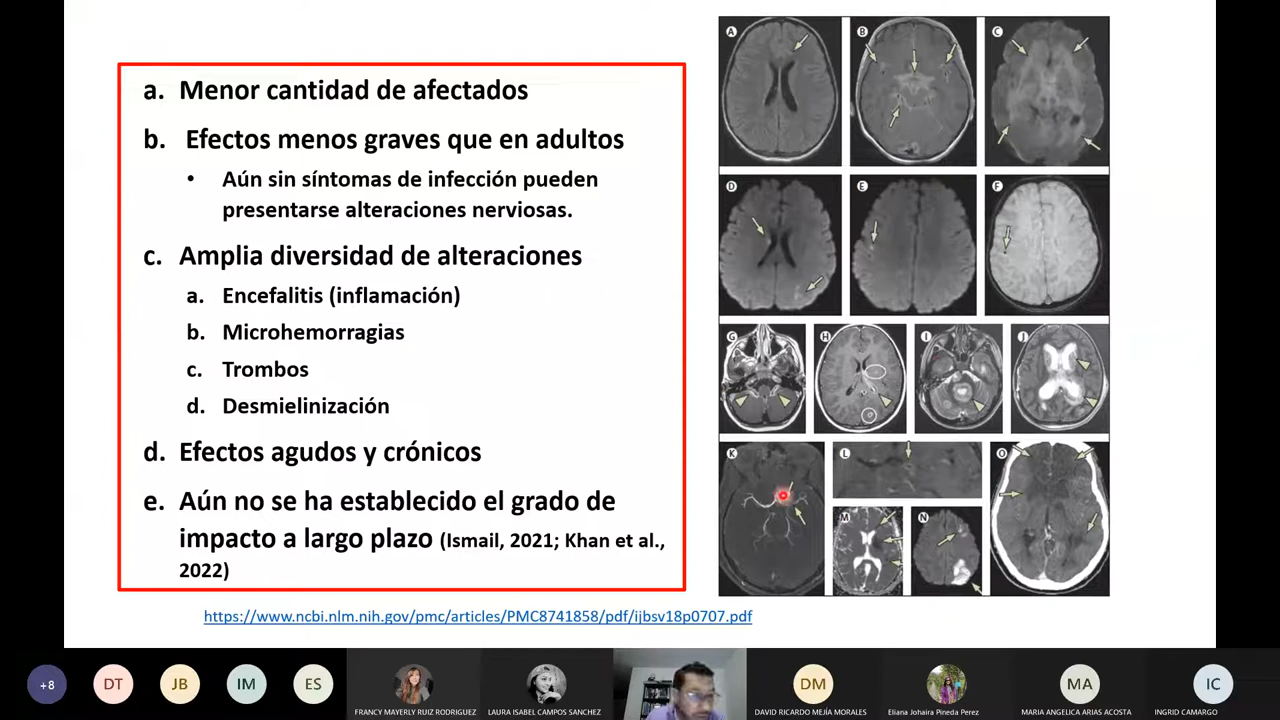 a. Menor cantidad de afectados
b. Efectos menos graves que en adultos
• Aún sin síntomas de infección pueden
presentarse alteraciones nerviosas.
c. Amplia diversidad de alteraciones
a. Encefalitis (inflamación)
b. Microhemorragias
c. Trombos
d. Desmielinización
d. Efectos agudos y crónicos
e. Aún no se ha establecido el grado de
impacto a largo plazo (Ismail, 2021; Khan et al.,
2022)
https://www.ncbi.nlm.nih.gov/pmc/articles/PMC8741858/pdf/ijbsv18p0707.pdf
A B C
D E F
G H I J
K L O
M N
+8 DT JB IM ES DM MA IC
FRANCY MAYERLY RUIZ RODRIGUEZ LAURA ISABEL CAMPOS SANCHEZ DAVID RICARDO MEJÍA MORALES Eliana Johaira Pineda Perez MARIA ANGELICA ARIAS ACOSTA INGRID CAMARGO